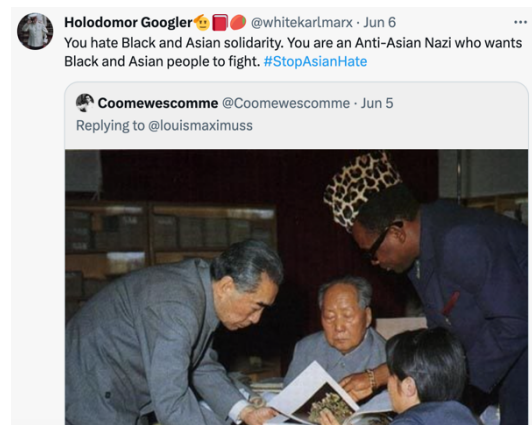 Holodomor Googler🫡📕🥩 @whitekarlmarx · Jun 6
You hate Black and Asian solidarity. You are an Anti-Asian Nazi who wants
Black and Asian people to fight. #StopAsianHate
Coomewescomme @Coomewescomme · Jun 5
Replying to @louismaximuss